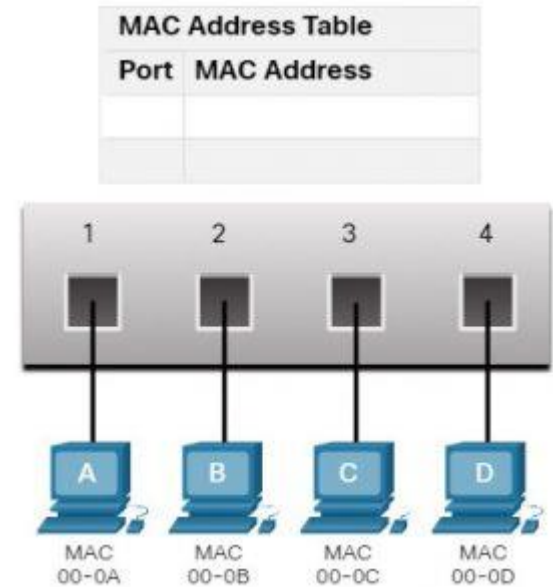 MAC Address Table
Port MAC Address
1 2 3 4
A B C D
MAC MAC MAC MAC
00-0A 00-0B 00-0C 00-0D